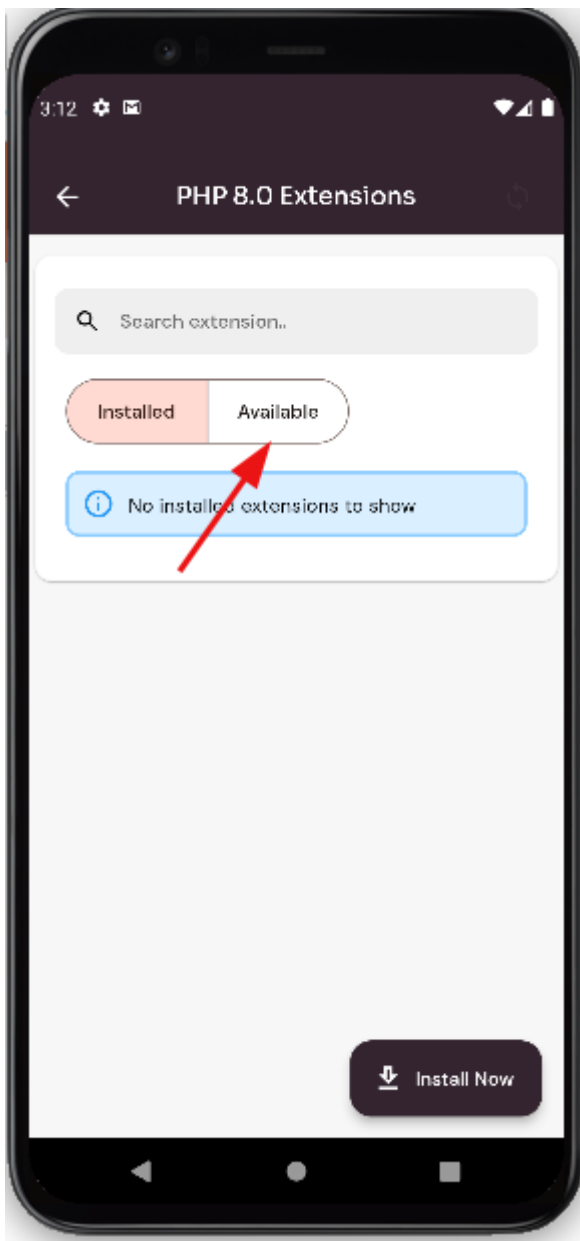 3:12
PHP 8.0 Extensions
Search extension..
Installed Available
No installed extensions to show
Install Now